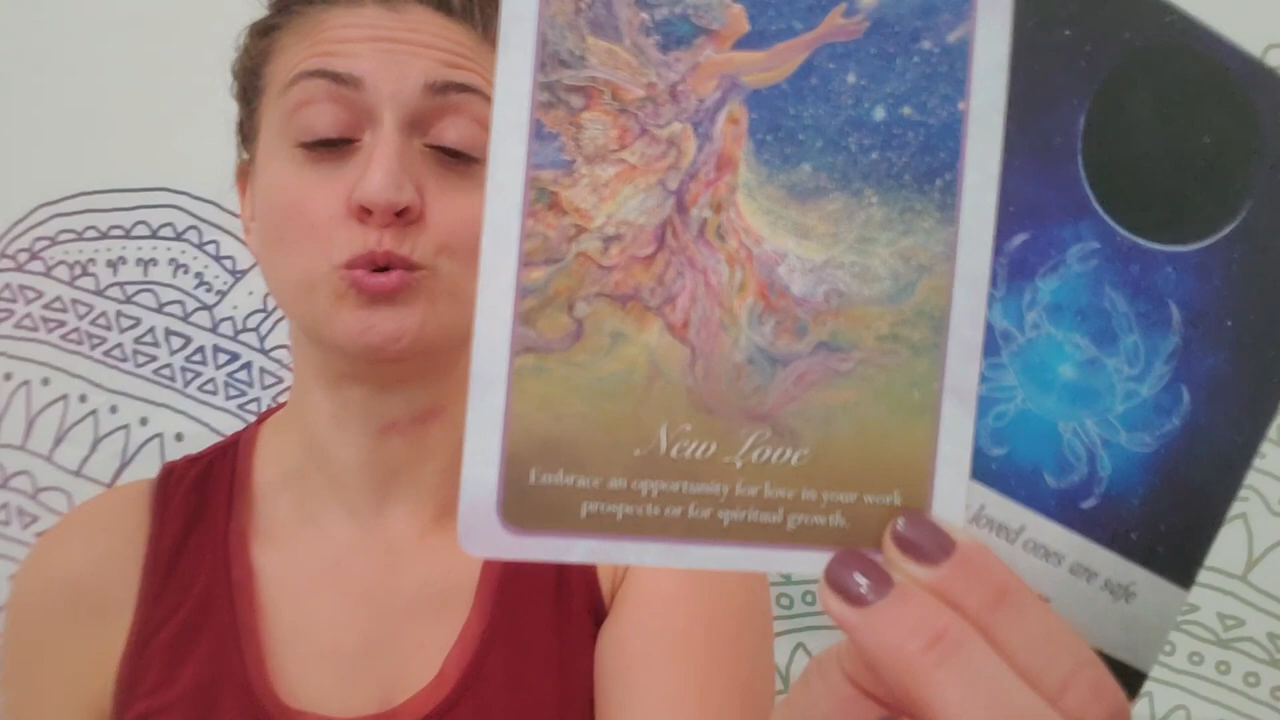 New Love
Embrace an opportunity for love in your work
prospects or for spiritual growth.
loved ones are safe